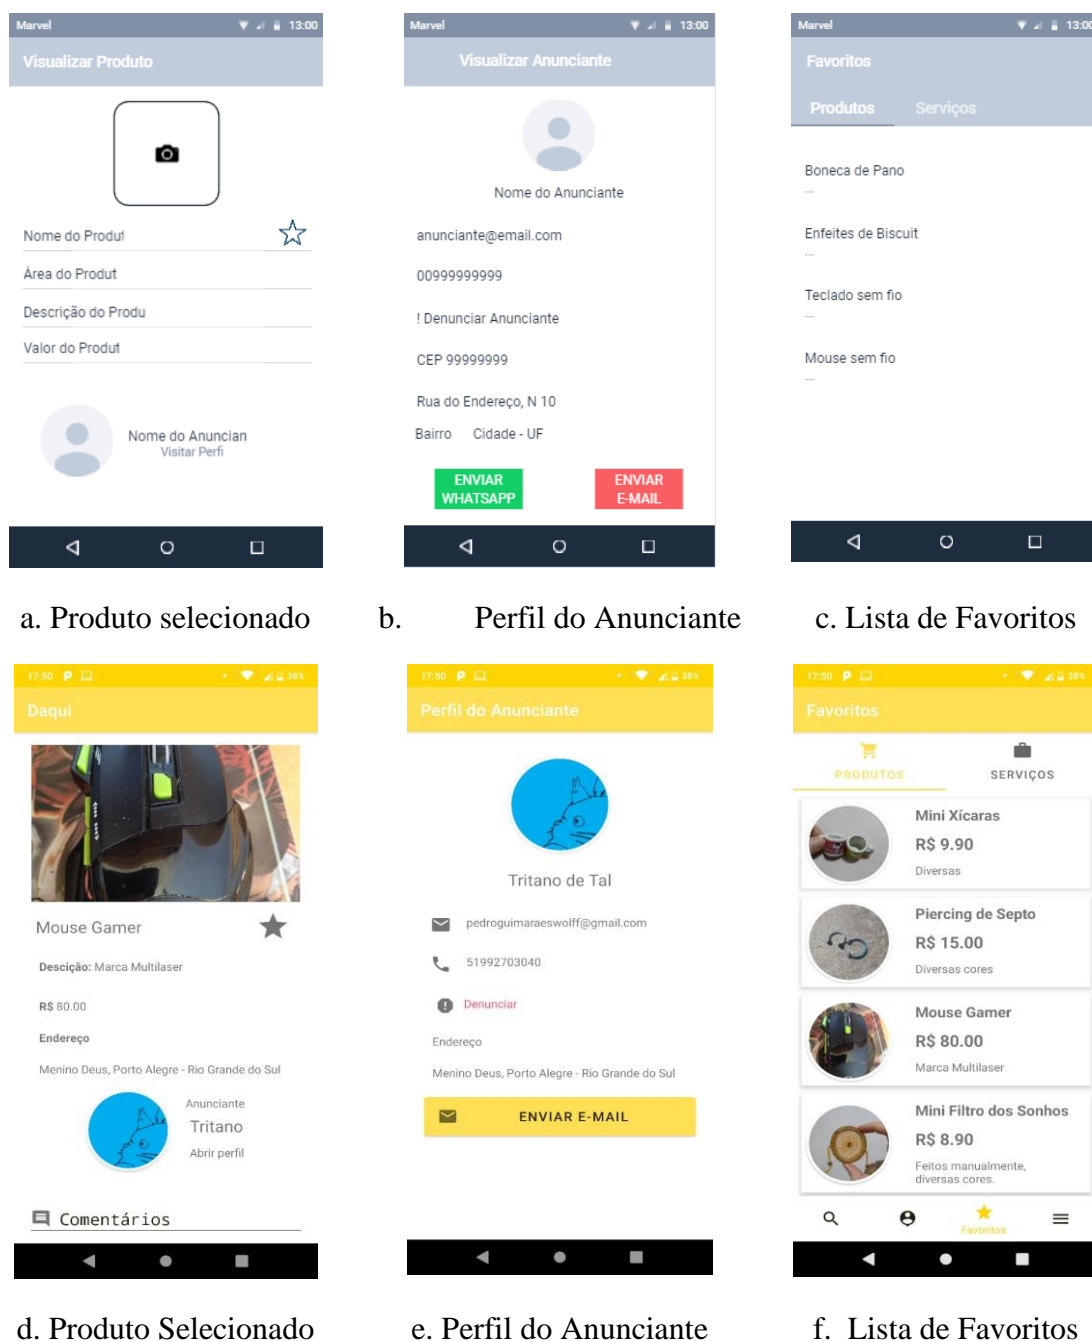 Marvel 13:00
Visualizar Produto
Nome do Produt
Área do Produt
Descrição do Produ
Valor do Produt
Nome do Anuncian
Visitar Perfi
Marvel 13:00
Visualizar Anunciante
Nome do Anunciante
anunciante@email.com
00999999999
! Denunciar Anunciante
CEP 99999999
Rua do Endereço, N 10
Bairro Cidade - UF
ENVIAR
WHATSAPP
ENVIAR
E-MAIL
Marvel 13:00
Favoritos
Produtos Serviços
Boneca de Pano
...
Enfeites de Biscuit
...
Teclado sem fio
...
Mouse sem fio
...
a. Produto selecionado
b. Perfil do Anunciante
c. Lista de Favoritos
17:50 P 38%
Daqui
Mouse Gamer
Descição: Marca Multilaser
R$ 80.00
Endereço
Menino Deus, Porto Alegre - Rio Grande do Sul
Anunciante
Tritano
Abrir perfil
Comentários
17:50 P 38%
Perfil do Anunciante
Tritano de Tal
pedroguimaraeswolff@gmail.com
51992703040
Denunciar
Endereço
Menino Deus, Porto Alegre - Rio Grande do Sul
ENVIAR E-MAIL
17:50 P 38%
Favoritos
PRODUTOS SERVIÇOS
Mini Xícaras
R$ 9.90
Diversas
Piercing de Septo
R$ 15.00
Diversas cores
Mouse Gamer
R$ 80.00
Marca Multilaser
Mini Filtro dos Sonhos
R$ 8.90
Feitos manualmente,
diversas cores.
Favoritos
d. Produto Selecionado
e. Perfil do Anunciante
f. Lista de Favoritos